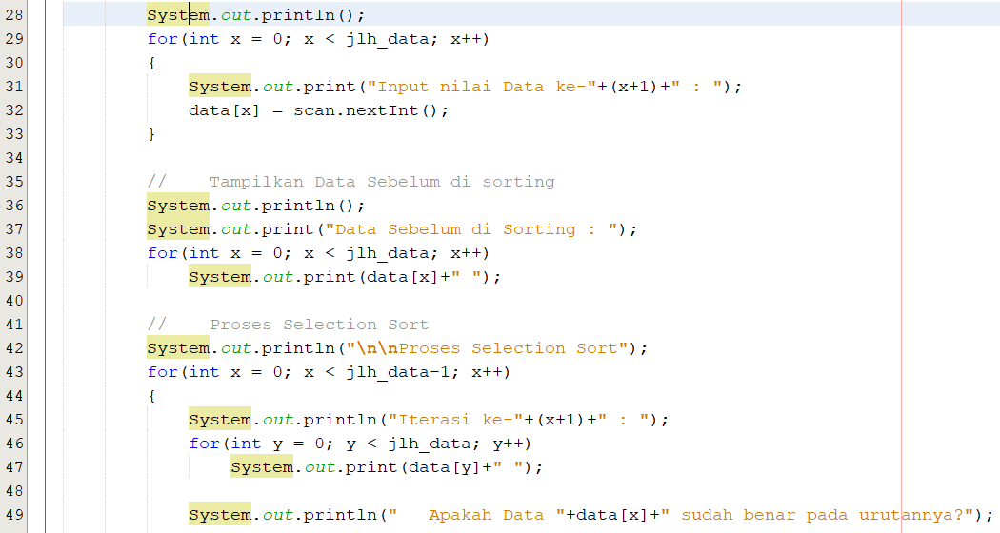 28 System.out.println();
29 for(int x = 0; x < jlh_data; x++)
30 {
31 System.out.print("Input nilai Data ke-"+(x+1)+" : ");
32 data[x] = scan.nextInt();
33 }
34
35 // Tampilkan Data Sebelum di sorting
36 System.out.println();
37 System.out.print("Data Sebelum di Sorting : ");
38 for(int x = 0; x < jlh_data; x++)
39 System.out.print(data[x]+" ");
40
41 // Proses Selection Sort
42 System.out.println("\n\nProses Selection Sort");
43 for(int x = 0; x < jlh_data-1; x++)
44 {
45 System.out.println("Iterasi ke-"+(x+1)+" : ");
46 for(int y = 0; y < jlh_data; y++)
47 System.out.print(data[y]+" ");
48
49 System.out.println("   Apakah Data "+data[x]+" sudah benar pada urutannya?");